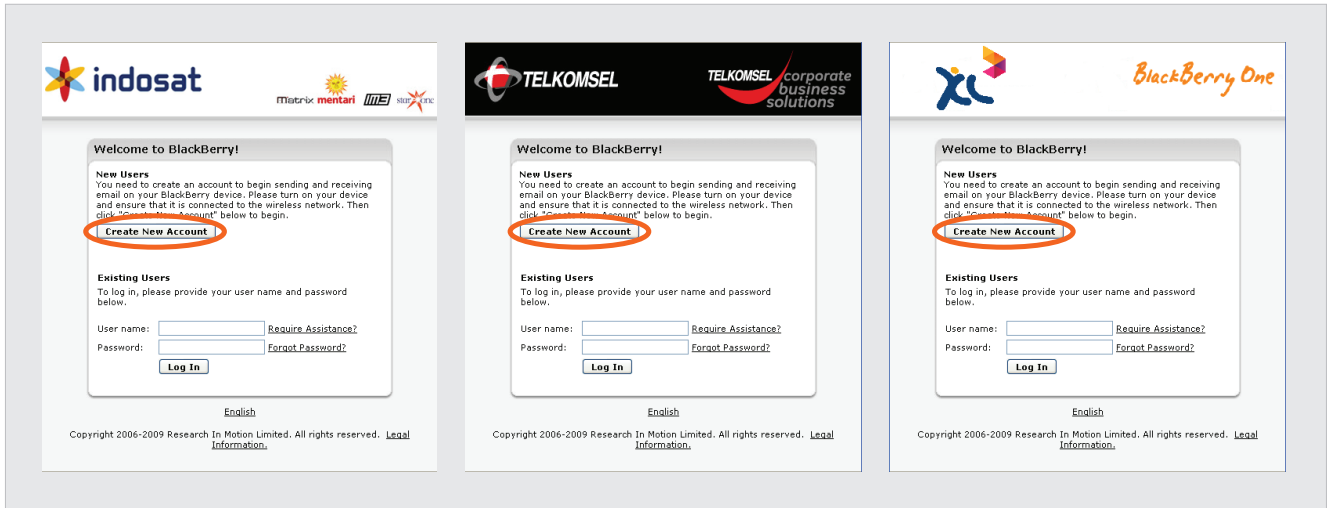 indosat
matrix mentari im3 starone
Welcome to BlackBerry!
New Users
You need to create an account to begin sending and receiving
email on your BlackBerry device. Please turn on your device
and ensure that it is connected to the wireless network. Then
click "Create New Account" below to begin.
Create New Account
Existing Users
To log in, please provide your user name and password
below.
User name: Require Assistance?
Password: Forgot Password?
Log In
English
Copyright 2006-2009 Research In Motion Limited. All rights reserved. Legal
Information.
TELKOMSEL
TELKOMSEL corporate
business
solutions
Welcome to BlackBerry!
New Users
You need to create an account to begin sending and receiving
email on your BlackBerry device. Please turn on your device
and ensure that it is connected to the wireless network. Then
click "Create New Account" below to begin.
Create New Account
Existing Users
To log in, please provide your user name and password
below.
User name: Require Assistance?
Password: Forgot Password?
Log In
English
Copyright 2006-2009 Research In Motion Limited. All rights reserved. Legal
Information.
XL
BlackBerry One
Welcome to BlackBerry!
New Users
You need to create an account to begin sending and receiving
email on your BlackBerry device. Please turn on your device
and ensure that it is connected to the wireless network. Then
click "Create New Account" below to begin.
Create New Account
Existing Users
To log in, please provide your user name and password
below.
User name: Require Assistance?
Password: Forgot Password?
Log In
English
Copyright 2006-2009 Research In Motion Limited. All rights reserved. Legal
Information.